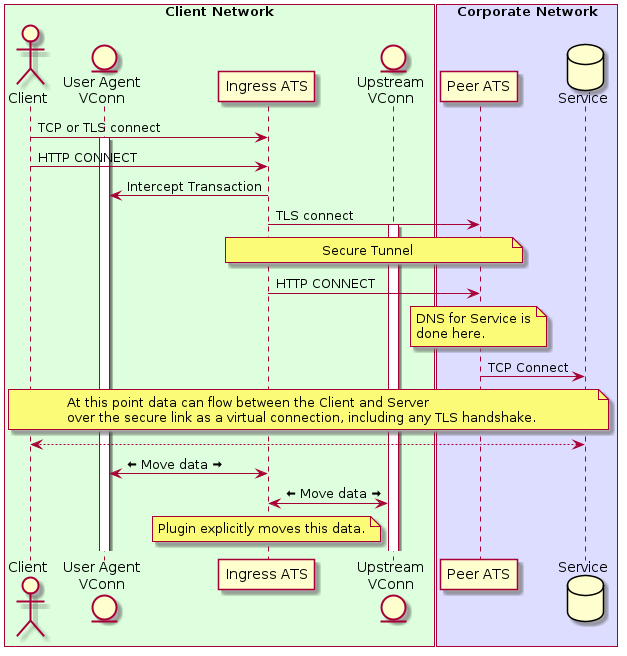 Client Network
Corporate Network
Client
User Agent
VConn
Ingress ATS
Upstream
VConn
Peer ATS
Service
TCP or TLS connect
HTTP CONNECT
Intercept Transaction
TLS connect
Secure Tunnel
HTTP CONNECT
DNS for Service is
done here.
TCP Connect
At this point data can flow between the Client and Server
over the secure link as a virtual connection, including any TLS handshake.
⬅ Move data ➡
⬅ Move data ➡
Plugin explicitly moves this data.
Client
User Agent
VConn
Ingress ATS
Upstream
VConn
Peer ATS
Service